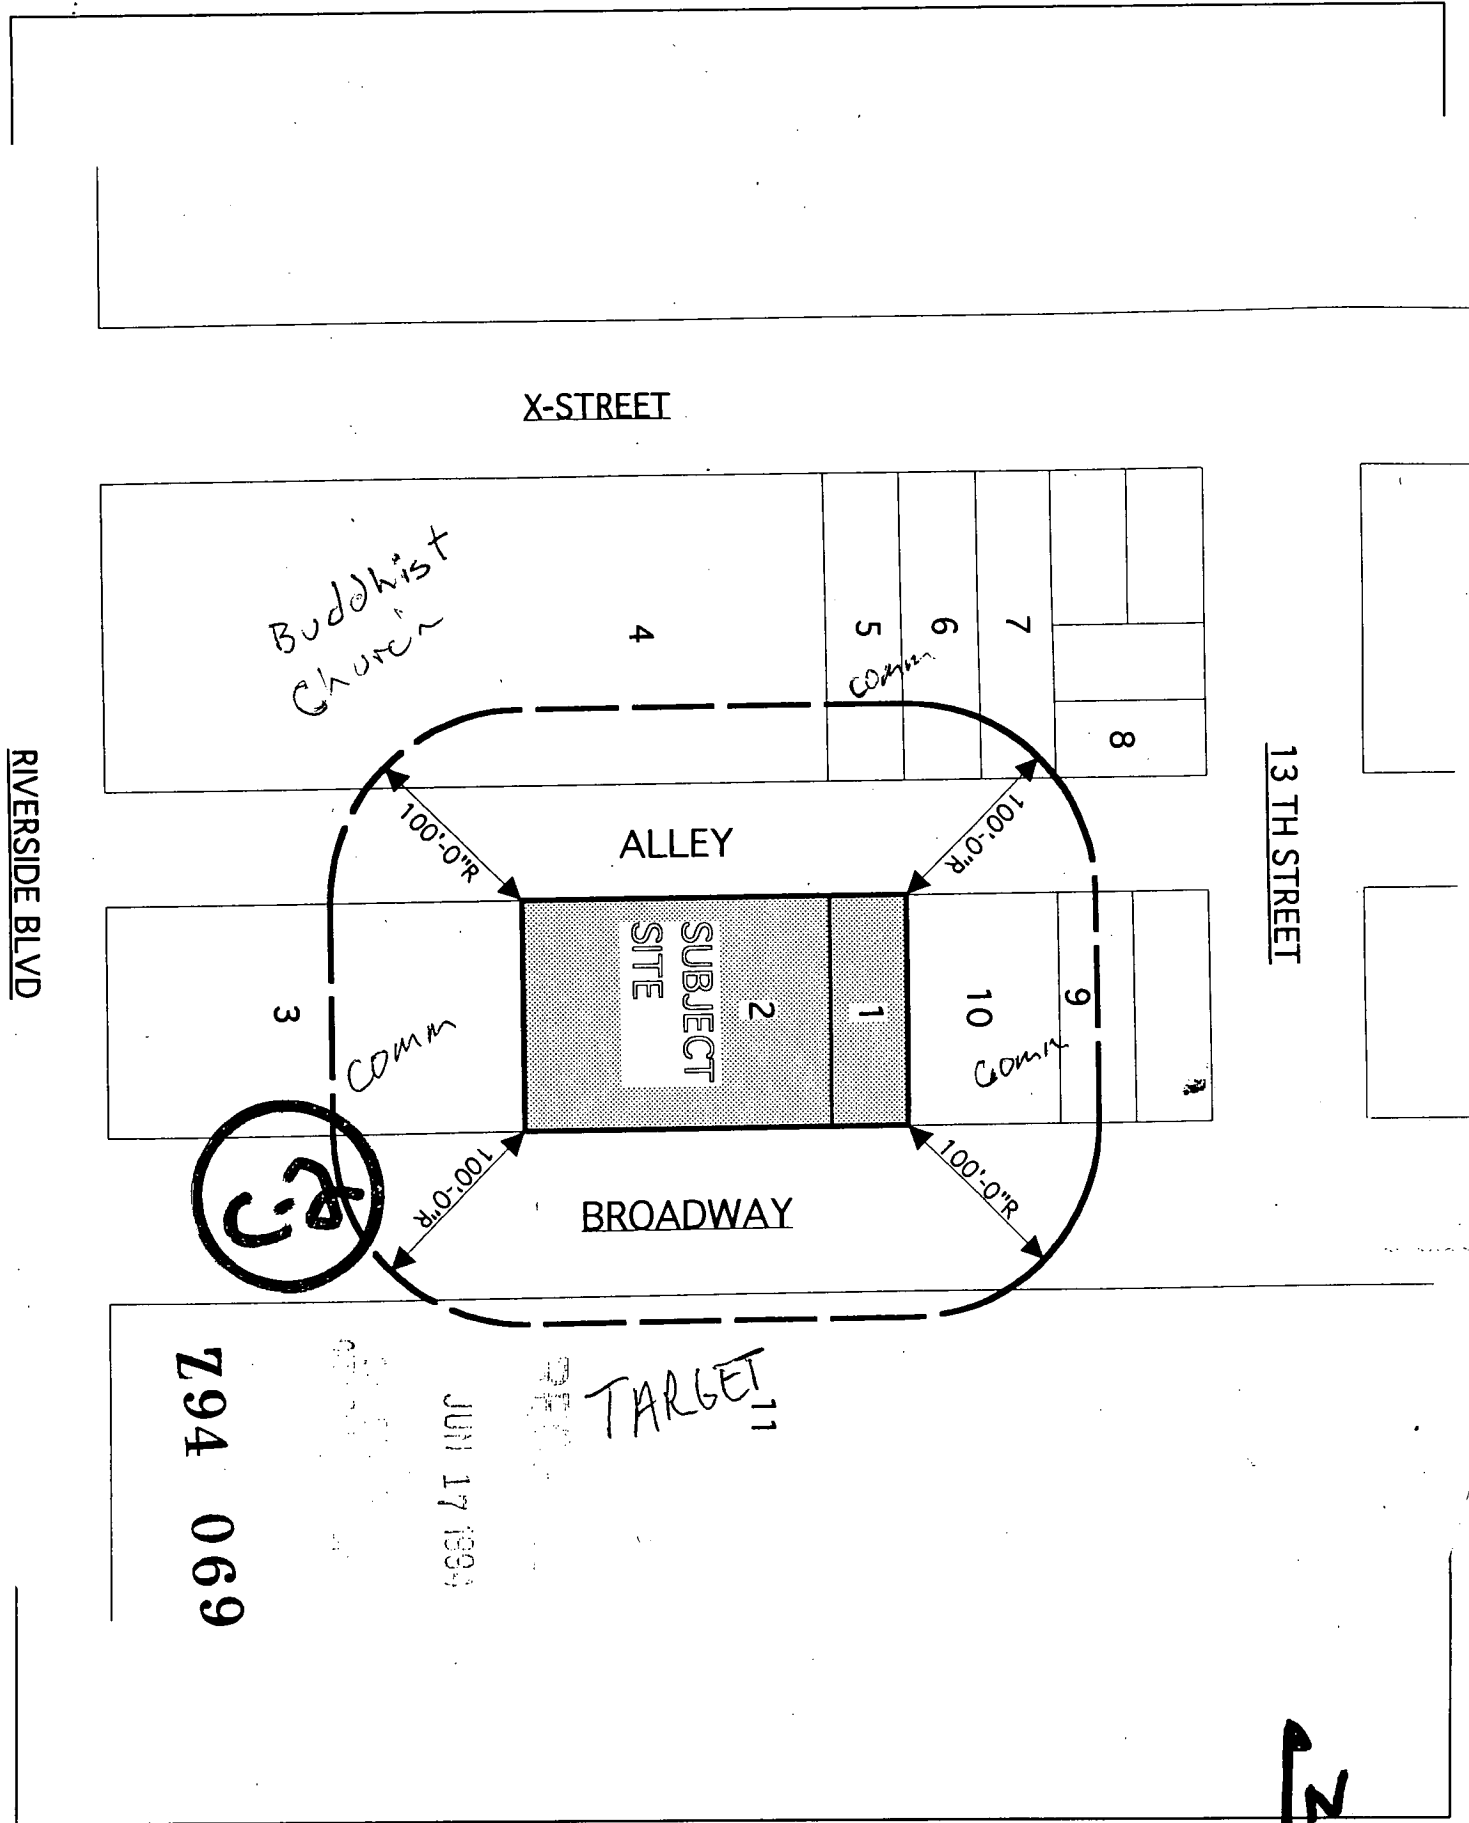 X-STREET
Buddhist
Church
4
5
6
7
comm
8
RIVERSIDE BLVD
13 TH STREET
100'-0"R
100'-0"R
ALLEY
SUBJECT
SITE
2
1
10
9
3
comm
Comm
100'-0"R
100'-0"R
C-2
BROADWAY
TARGET
11
JUN 17 1994
Z94 069
N